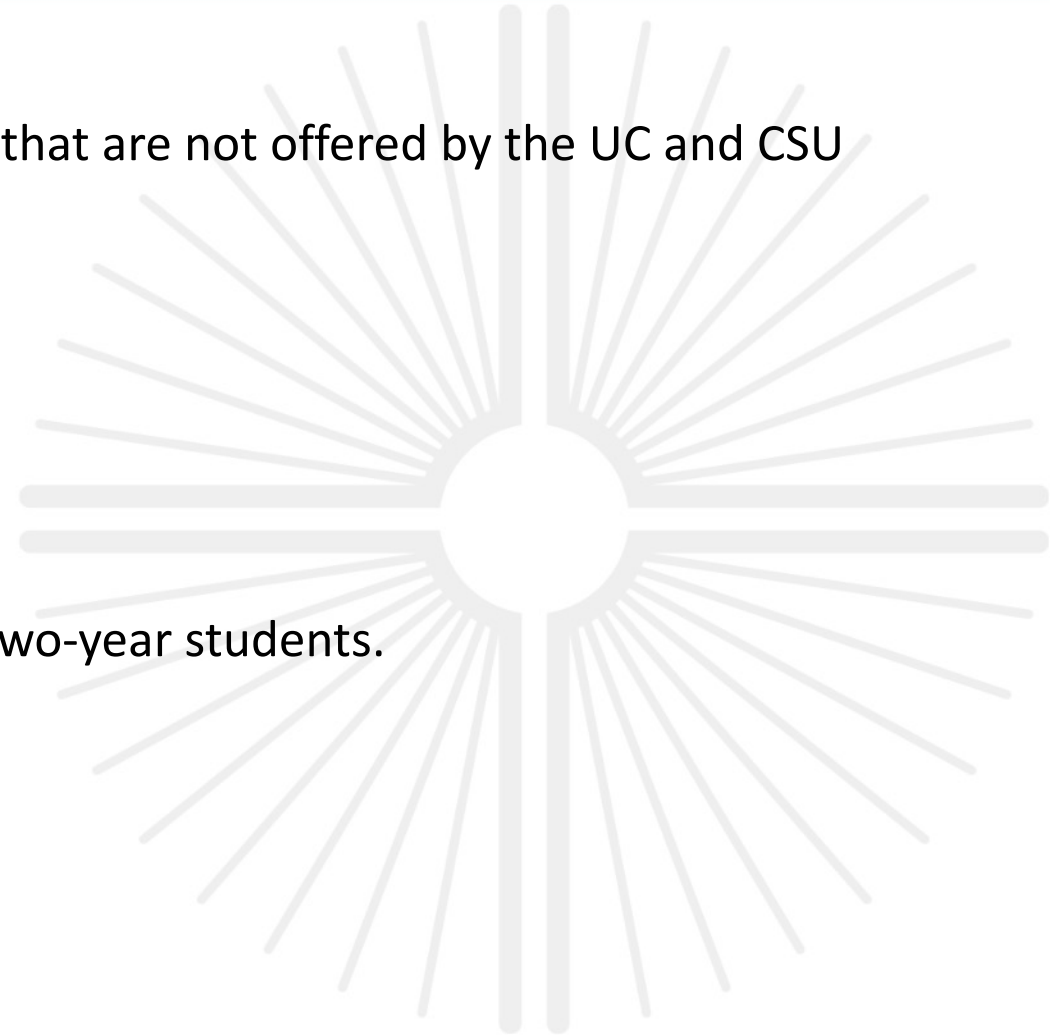 that are not offered by the UC and CSU
wo-year students.